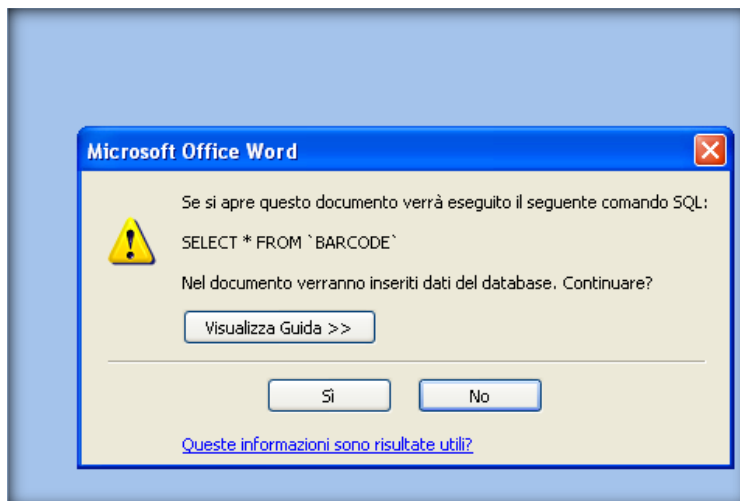 Microsoft Office Word
Se si apre questo documento verrà eseguito il seguente comando SQL:
SELECT * FROM `BARCODE`
Nel documento verranno inseriti dati del database. Continuare?
Visualizza Guida >>
Sì
No
Queste informazioni sono risultate utili?